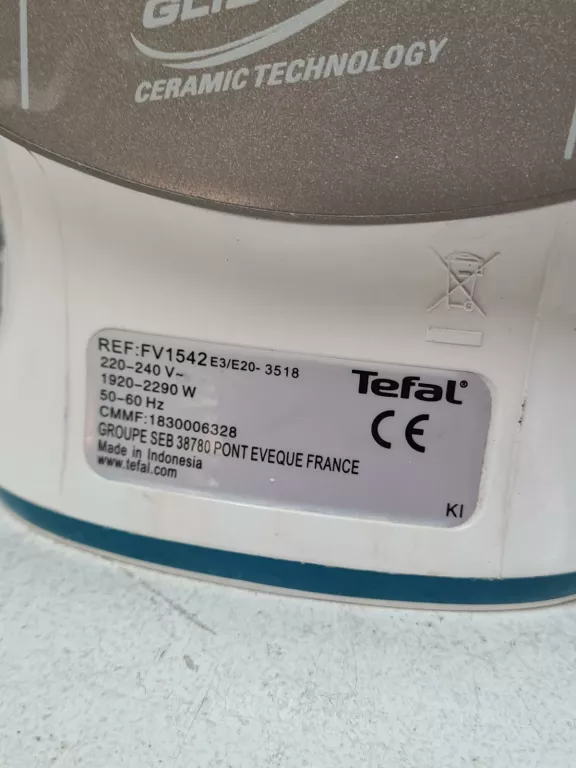 CERAMIC TECHNOLOGY
REF:FV1542 E3/E20- 3518
220-240 V~
1920-2290 W
50-60 Hz
CMMF:1830006328
GROUPE SEB 38780 PONT EVEQUE FRANCE
Made in Indonesia
www.tefal.com
Tefal
CE
KI